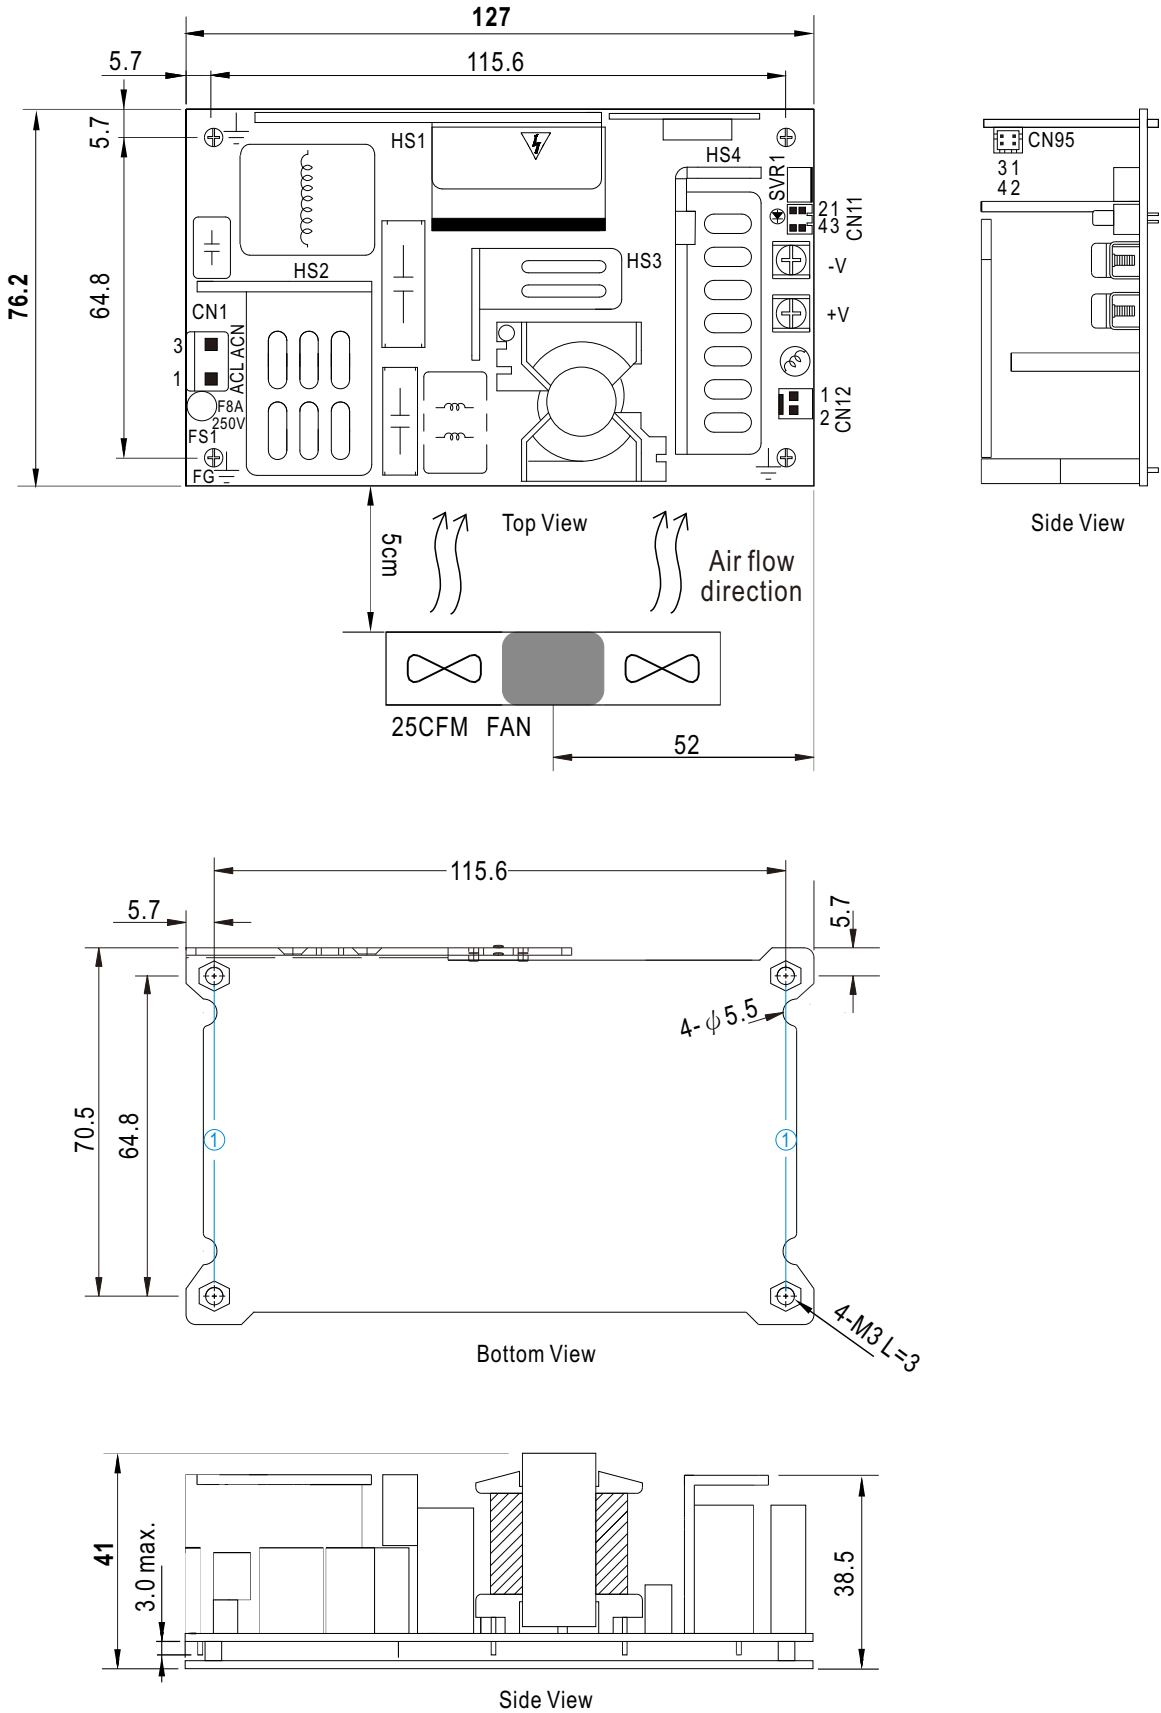 127
5.7
115.6
5.7
HS1
HS4
SVR1
CN95
31
42
21
43
CN11
76.2
64.8
HS2
HS3
-V
CN1
+V
3
1
ACL ACN
F8A
250V
FS1
FG
1
2
CN12
5cm
Top View
Side View
Air flow
direction
25CFM FAN
52
115.6
5.7
5.7
4-ϕ5.5
70.5
64.8
1
1
4-M3 L=3
Bottom View
41
3.0 max.
38.5
Side View